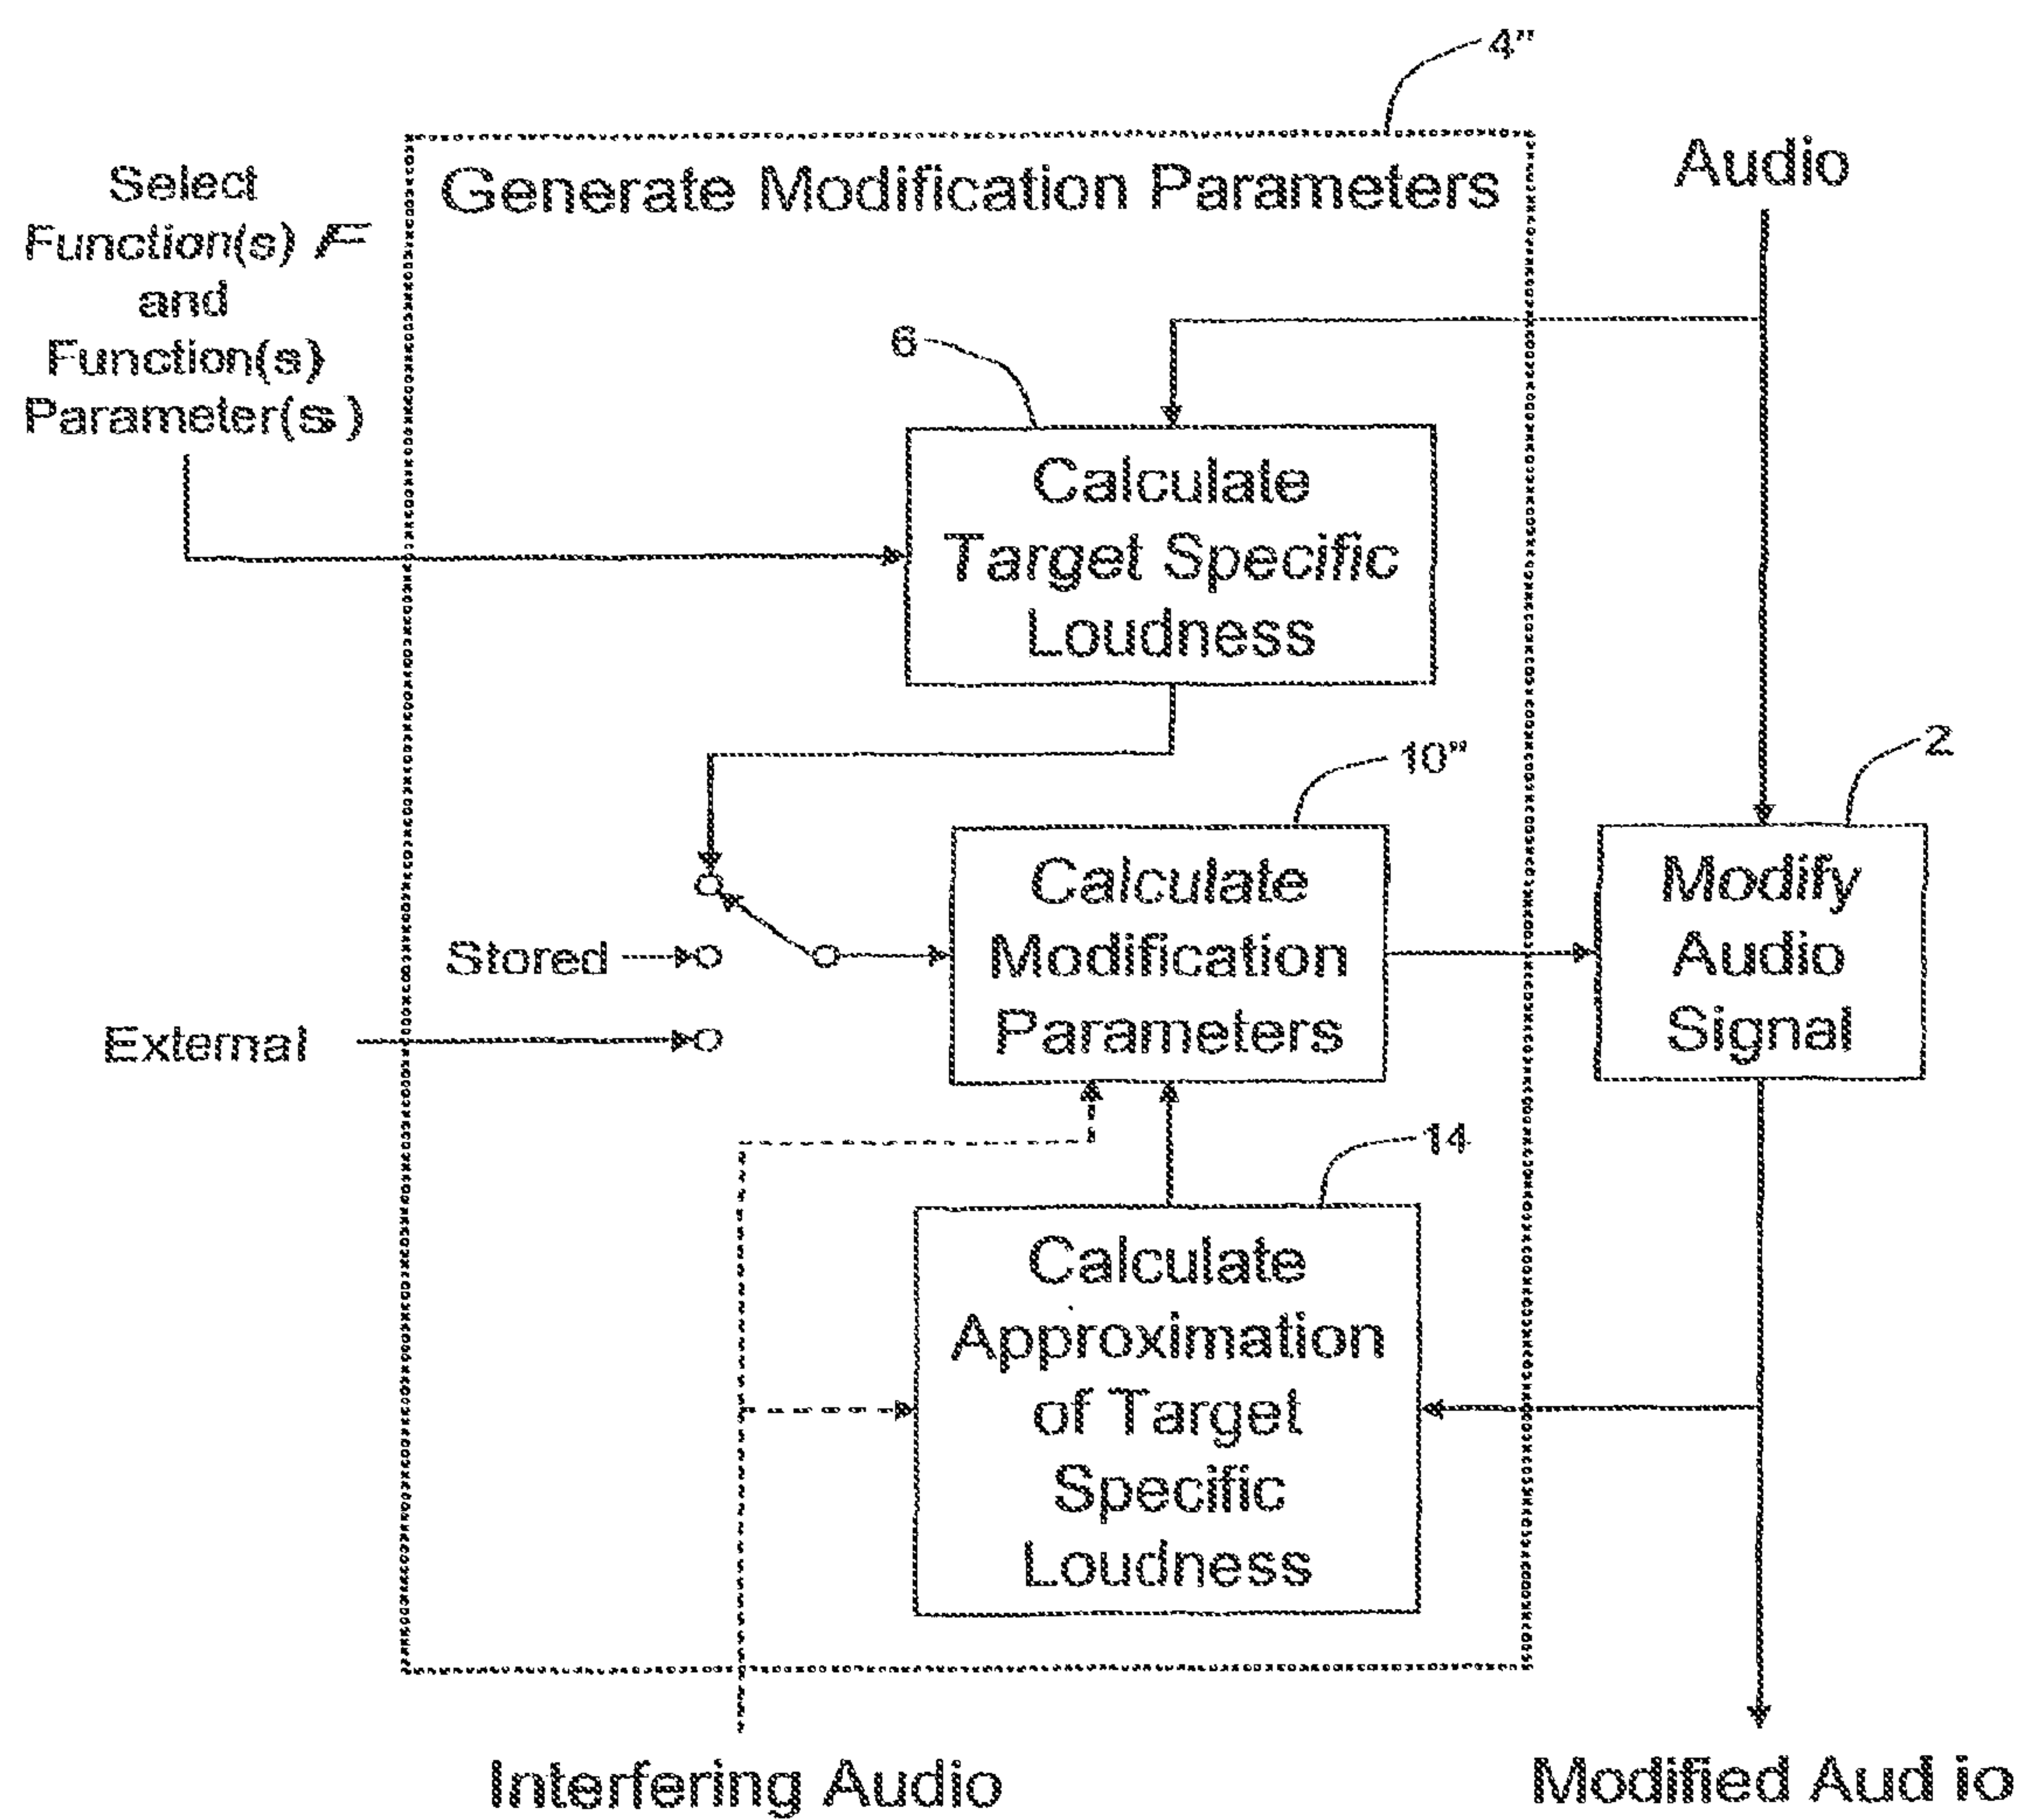 4"
Select
Function(s) F
and
Function(s)
Parameter(s)
Generate Modification Parameters
Audio
6
Calculate
Target Specific
Loudness
10"
2
Calculate
Modification
Parameters
Modify
Audio
Signal
Stored
External
14
Calculate
Approximation
of Target
Specific
Loudness
Interfering Audio
Modified Aud io